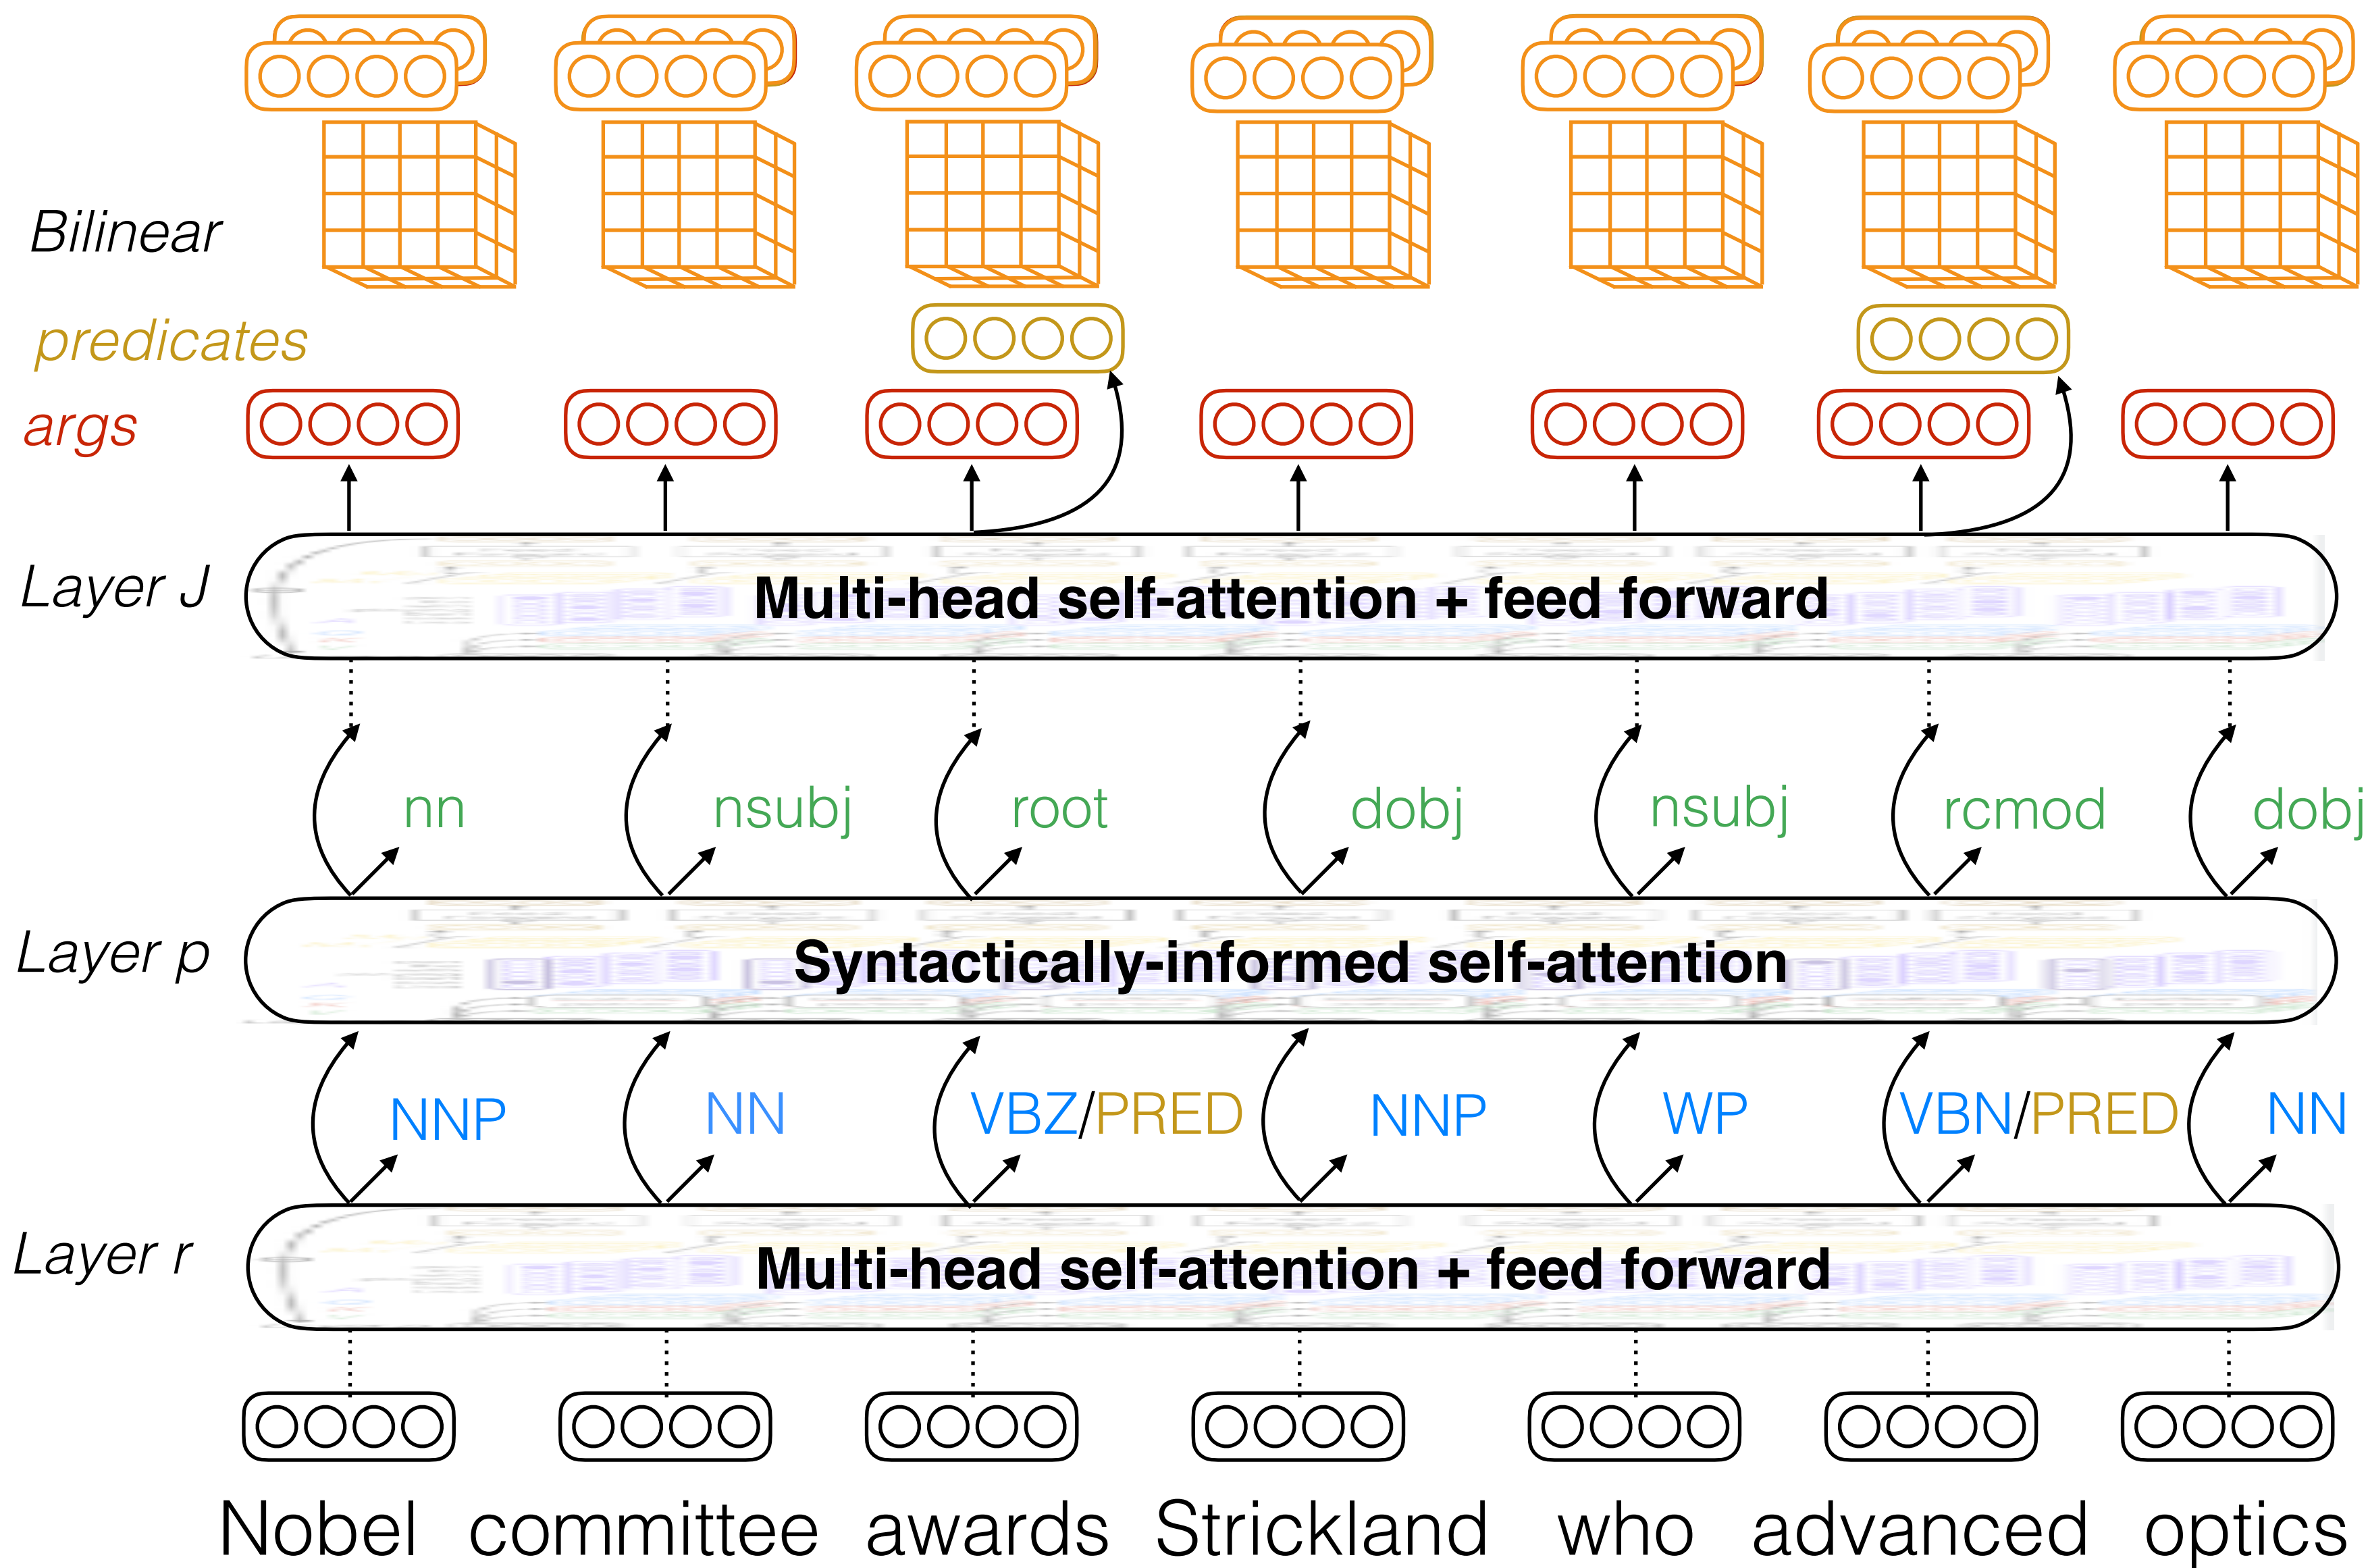 Bilinear
predicates
args
Layer J
Multi-head self-attention + feed forward
nn nsubj root dobj nsubj rcmod dobj
Layer p
Syntactically-informed self-attention
NNP NN VBZ/PRED NNP WP VBN/PRED NN
Layer r
Multi-head self-attention + feed forward
Nobel committee awards Strickland who advanced optics